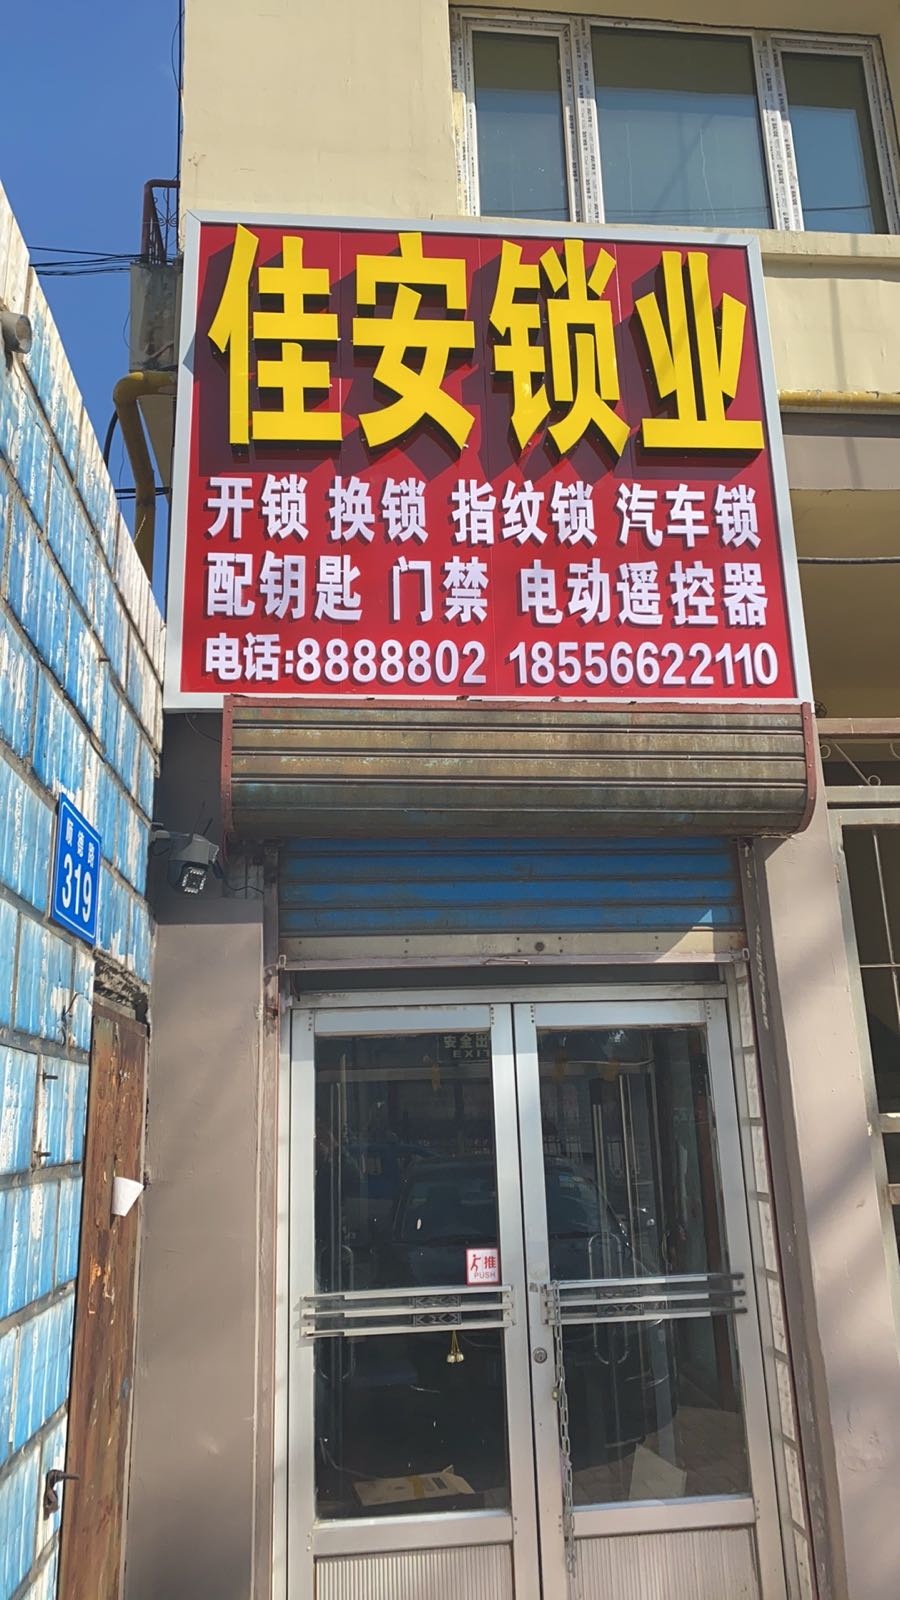 佳安锁业
开锁 换锁 指纹锁 汽车锁
配钥匙 门禁 电动遥控器
电话:8888802 18556622110
319
安全出
EXIT
推
PUSH